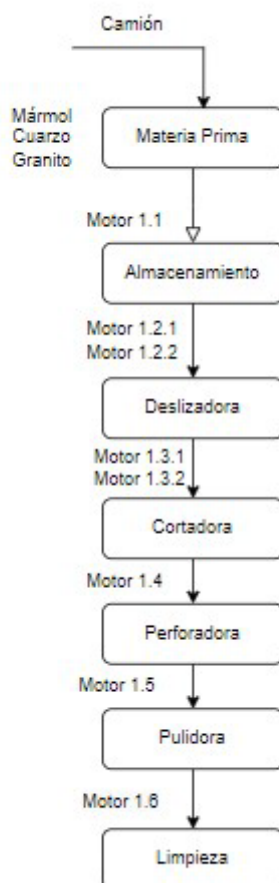 Camión
Mármol
Cuarzo
Granito
Materia Prima
Motor 1.1
Almacenamiento
Motor 1.2.1
Motor 1.2.2
Deslizadora
Motor 1.3.1
Motor 1.3.2
Cortadora
Motor 1.4
Perforadora
Motor 1.5
Pulidora
Motor 1.6
Limpieza